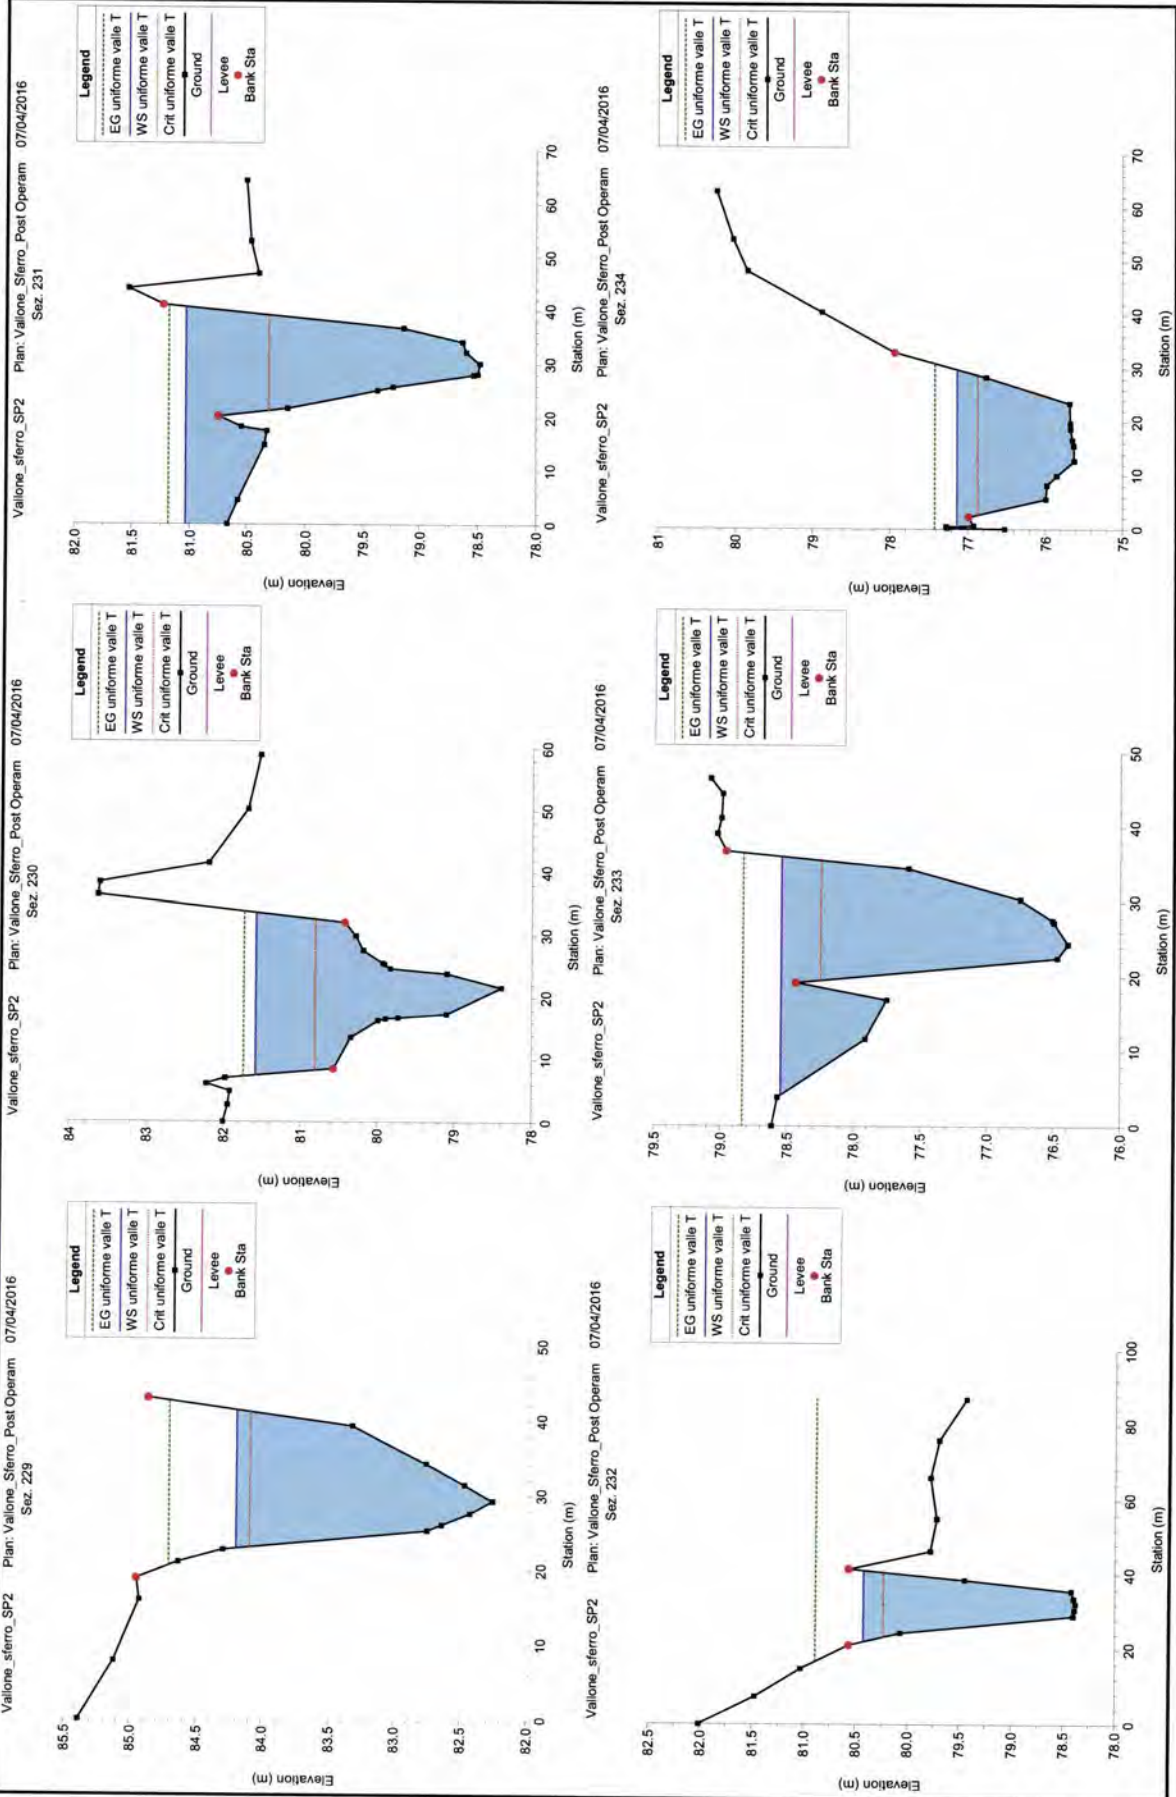 Vallone_sferro_SP2 Plan: Vallone_Sferro_Post Operam 07/04/2016
Sez. 229
Legend
EG uniforme valle T
WS uniforme valle T
Crit uniforme valle T
Ground
Levee
Bank Sta
Elevation (m)
85.5
85.0
84.5
84.0
83.5
83.0
82.5
82.0
0 10 20 30 40 50
Station (m)
Vallone_sferro_SP2 Plan: Vallone_Sferro_Post Operam 07/04/2016
Sez. 230
Legend
EG uniforme valle T
WS uniforme valle T
Crit uniforme valle T
Ground
Levee
Bank Sta
Elevation (m)
84
83
82
81
80
79
78
0 10 20 30 40 50 60
Station (m)
Vallone_sferro_SP2 Plan: Vallone_Sferro_Post Operam 07/04/2016
Sez. 231
Legend
EG uniforme valle T
WS uniforme valle T
Crit uniforme valle T
Ground
Levee
Bank Sta
Elevation (m)
82.0
81.5
81.0
80.5
80.0
79.5
79.0
78.5
78.0
0 10 20 30 40 50 60 70
Station (m)
Vallone_sferro_SP2 Plan: Vallone_Sferro_Post Operam 07/04/2016
Sez. 232
Legend
EG uniforme valle T
WS uniforme valle T
Crit uniforme valle T
Ground
Levee
Bank Sta
Elevation (m)
82.5
82.0
81.5
81.0
80.5
80.0
79.5
79.0
78.5
78.0
0 20 40 60 80 100
Station (m)
Vallone_sferro_SP2 Plan: Vallone_Sferro_Post Operam 07/04/2016
Sez. 233
Legend
EG uniforme valle T
WS uniforme valle T
Crit uniforme valle T
Ground
Levee
Bank Sta
Elevation (m)
79.5
79.0
78.5
78.0
77.5
77.0
76.5
76.0
0 10 20 30 40 50
Station (m)
Vallone_sferro_SP2 Plan: Vallone_Sferro_Post Operam 07/04/2016
Sez. 234
Legend
EG uniforme valle T
WS uniforme valle T
Crit uniforme valle T
Ground
Levee
Bank Sta
Elevation (m)
81
80
79
78
77
76
75
0 10 20 30 40 50 60 70
Station (m)